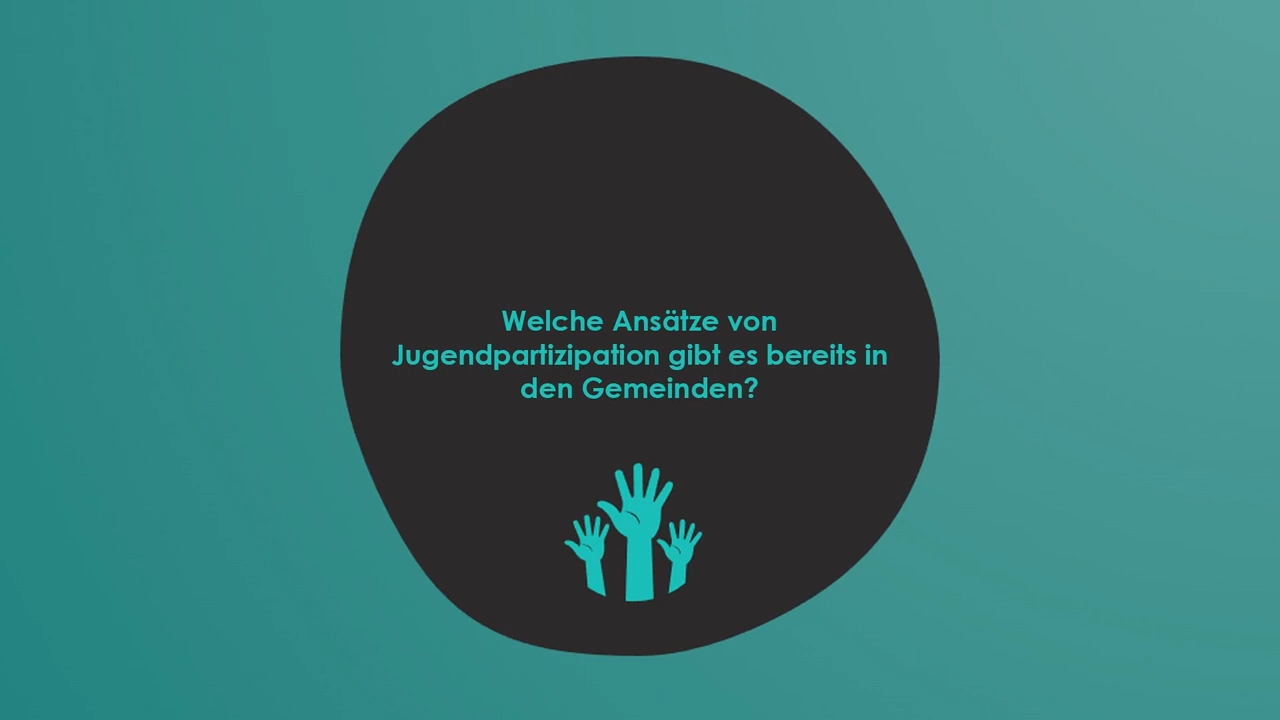 Welche Ansätze von
Jugendpartizipation gibt es bereits in
den Gemeinden?